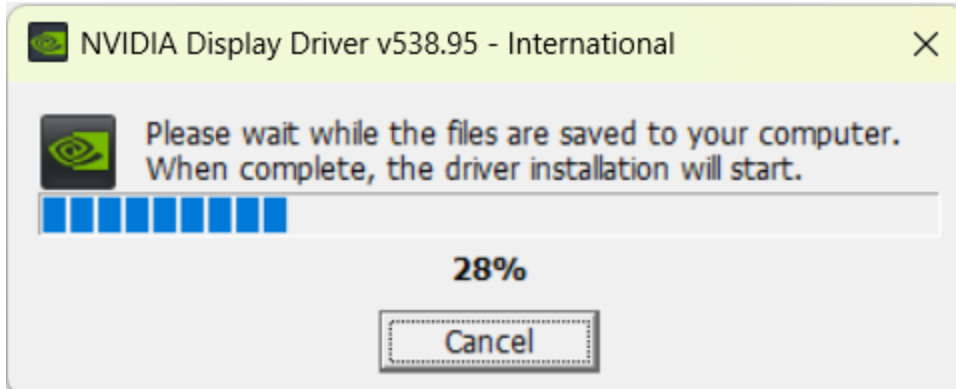 NVIDIA Display Driver v538.95 - International
Please wait while the files are saved to your computer.
When complete, the driver installation will start.
28%
Cancel